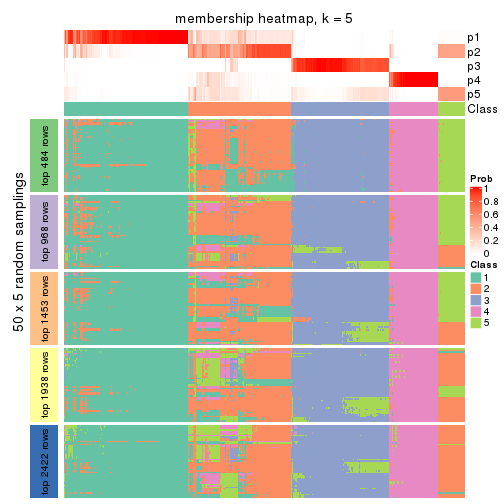 membership heatmap, k = 5
p1
p2
p3
p4
p5
Class
50 x 5 random samplings
top 484 rows
top 968 rows
top 1453 rows
top 1938 rows
top 2422 rows
Prob
1
0.8
0.6
0.4
0.2
0
Class
1
2
3
4
5